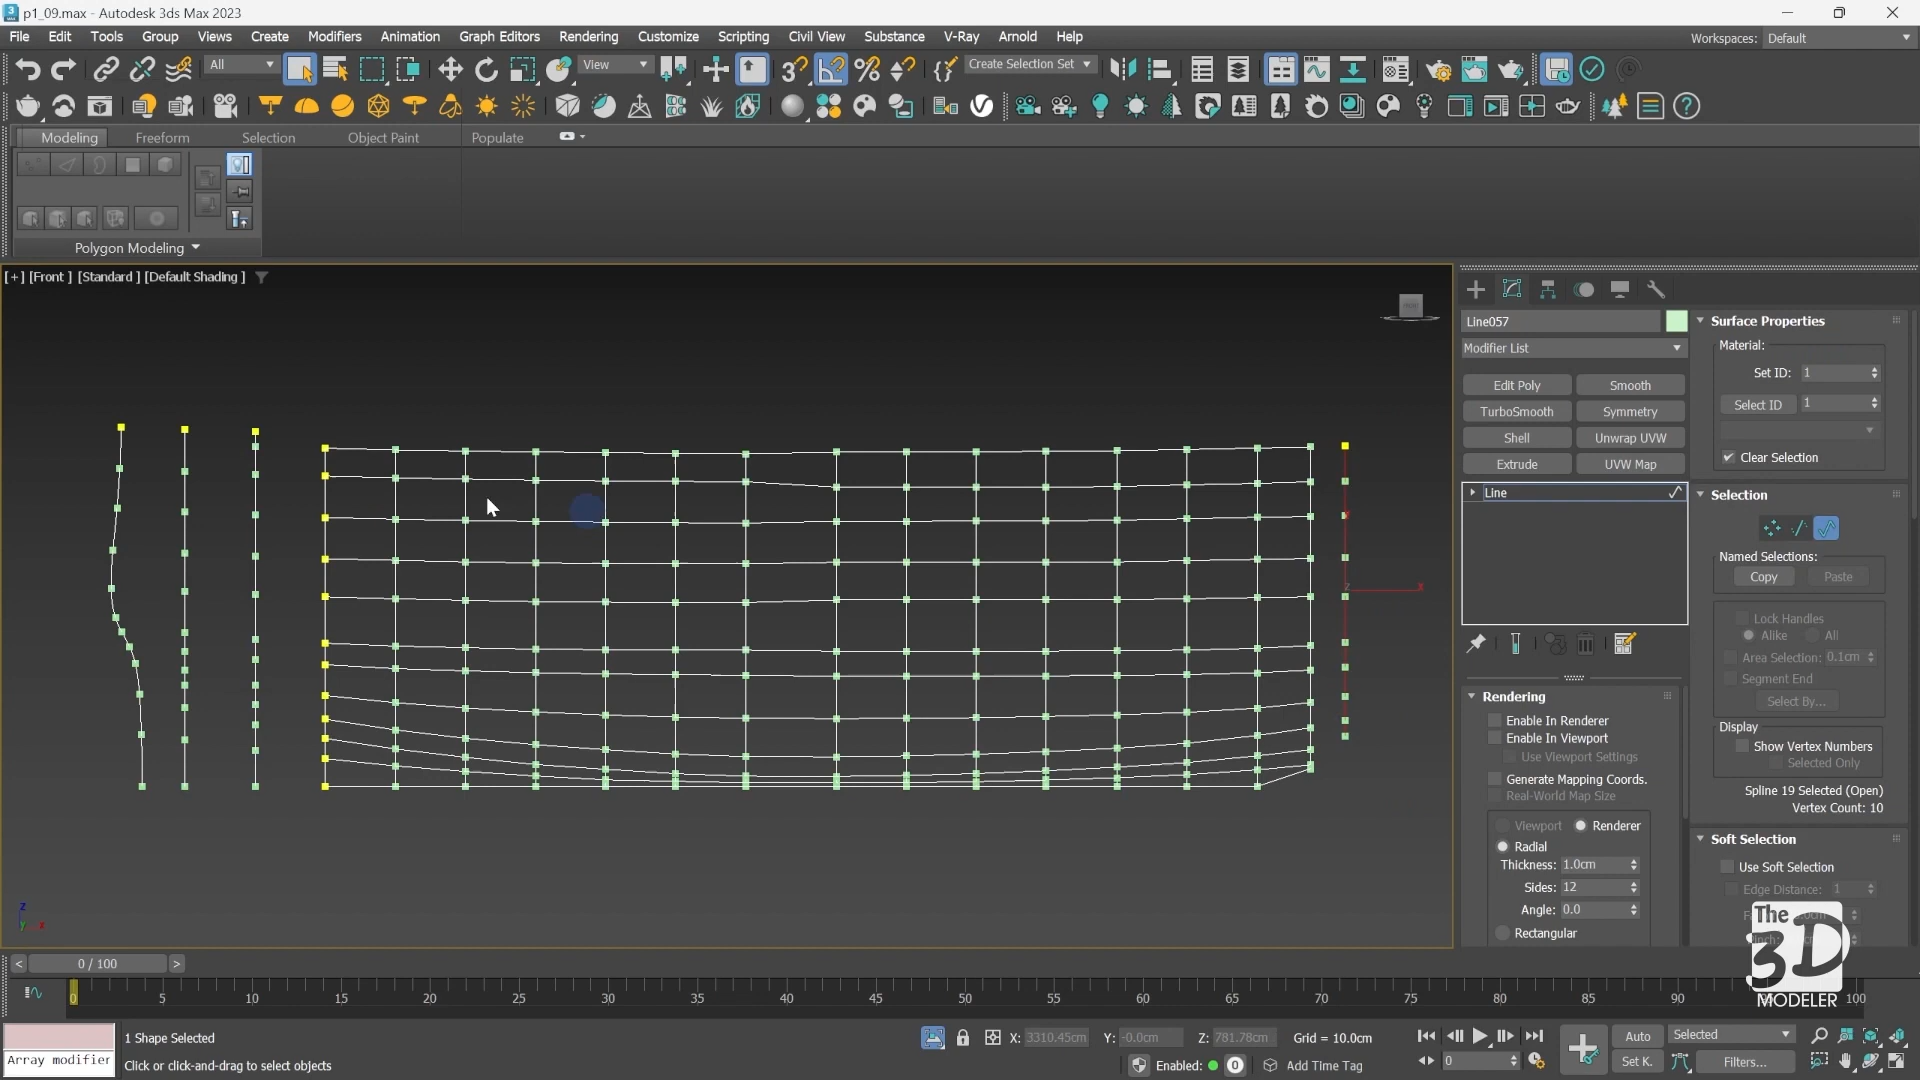 p1_09.max - Autodesk 3ds Max 2023
File Edit Tools Group Views Create Modifiers Animation Graph Editors Rendering Customize Scripting Civil View Substance V-Ray Arnold Help
Workspaces: Default
All View Create Selection Set
Modeling Freeform Selection Object Paint Populate
Polygon Modeling
[+] [Front ] [Standard ] [Default Shading ]
Line057
Modifier List
Edit Poly Smooth
TurboSmooth Symmetry
Shell Unwrap UVW
Extrude UVW Map
Line
Rendering
Enable In Renderer
Enable In Viewport
Use Viewport Settings
Generate Mapping Coords.
Real-World Map Size
Viewport Renderer
Radial
Thickness: 1.0cm
Sides: 12
Angle: 0.0
Rectangular
Surface Properties
Material:
Set ID: 1
Select ID 1
Clear Selection
Selection
Named Selections:
Copy Paste
Lock Handles
Alike All
Area Selection: 0.1cm
Segment End
Select By...
Display
Show Vertex Numbers
Selected Only
Spline 19 Selected (Open)
Vertex Count: 10
Soft Selection
Use Soft Selection
Edge Distance: 1
The
3D
MODELER
z
x
z
y x
< 0 / 100 >
0 5 10 15 20 25 30 35 40 45 50 55 60 65 70 75 80 85 90 100
Array modifier
1 Shape Selected
Click or click-and-drag to select objects
X: 3310.45cm Y: -0.0cm Z: 781.78cm Grid = 10.0cm
Enabled: 0 Add Time Tag
0
Auto Selected
Set K. Filters...